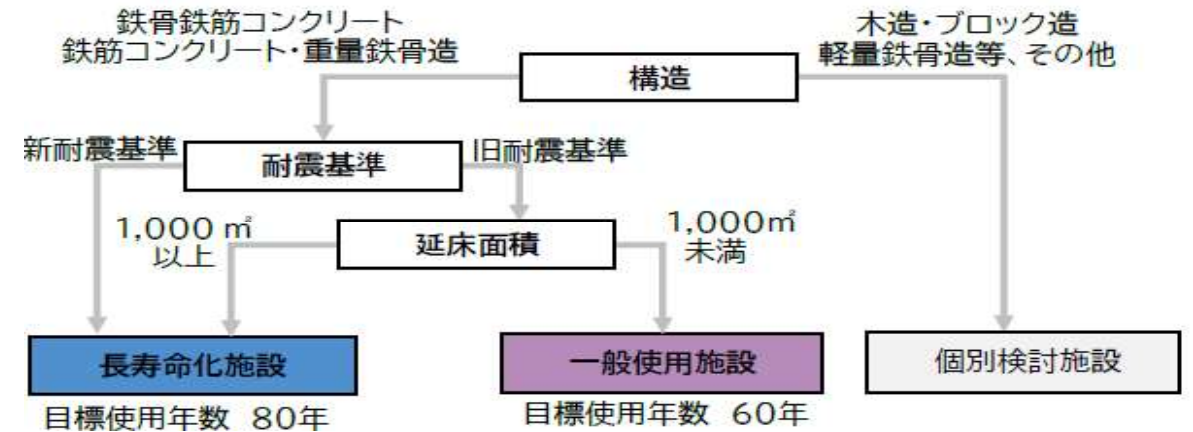 鉄骨鉄筋コンクリート
鉄筋コンクリート・重量鉄骨造
木造・ブロック造
軽量鉄骨造等、その他
構造
新耐震基準
耐震基準
旧耐震基準
1,000 ㎡
以上
延床面積
1,000㎡
未満
長寿命化施設
一般使用施設
個別検討施設
目標使用年数 80年
目標使用年数 60年